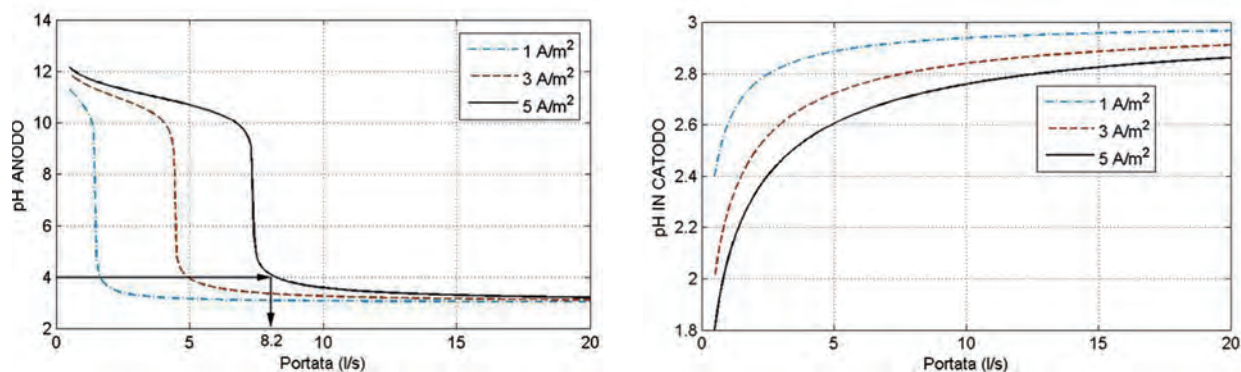 14
12
10
8
6
4
2
pH ANODO
1 A/m²
3 A/m²
5 A/m²
0
5
8.2
10
15
20
Portata (l/s)
3
2.8
2.6
2.4
2.2
2
1.8
pH IN CATODO
1 A/m²
3 A/m²
5 A/m²
0
5
10
15
20
Portata (l/s)